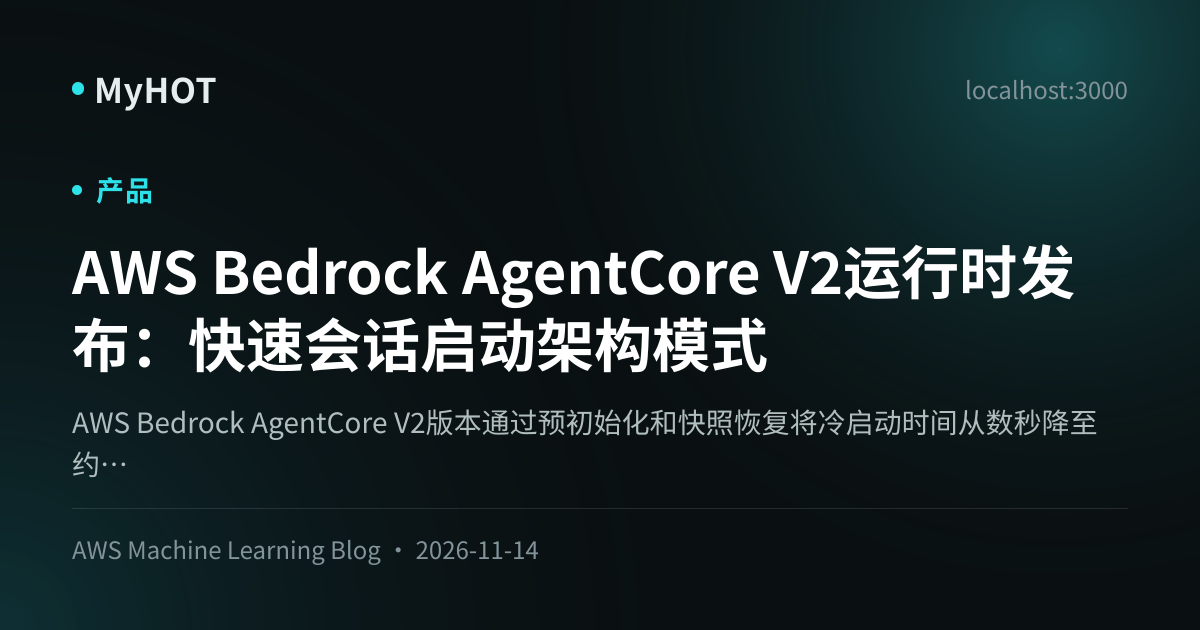 MyHOT
localhost:3000
产品
AWS Bedrock AgentCore V2运行时发
布：快速会话启动架构模式
AWS Bedrock AgentCore V2版本通过预初始化和快照恢复将冷启动时间从数秒降至
约…
AWS Machine Learning Blog • 2026-11-14